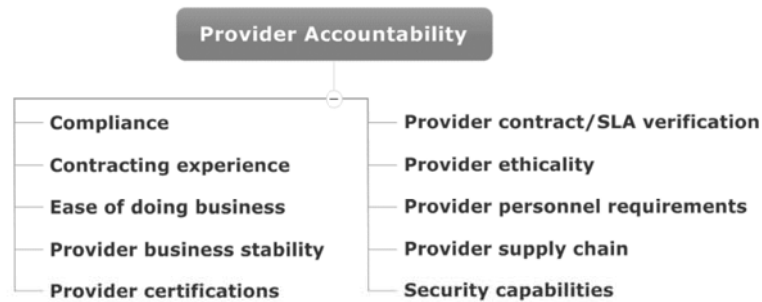 Provider Accountability
Compliance
Contracting experience
Ease of doing business
Provider business stability
Provider certifications
Provider contract/SLA verification
Provider ethicality
Provider personnel requirements
Provider supply chain
Security capabilities